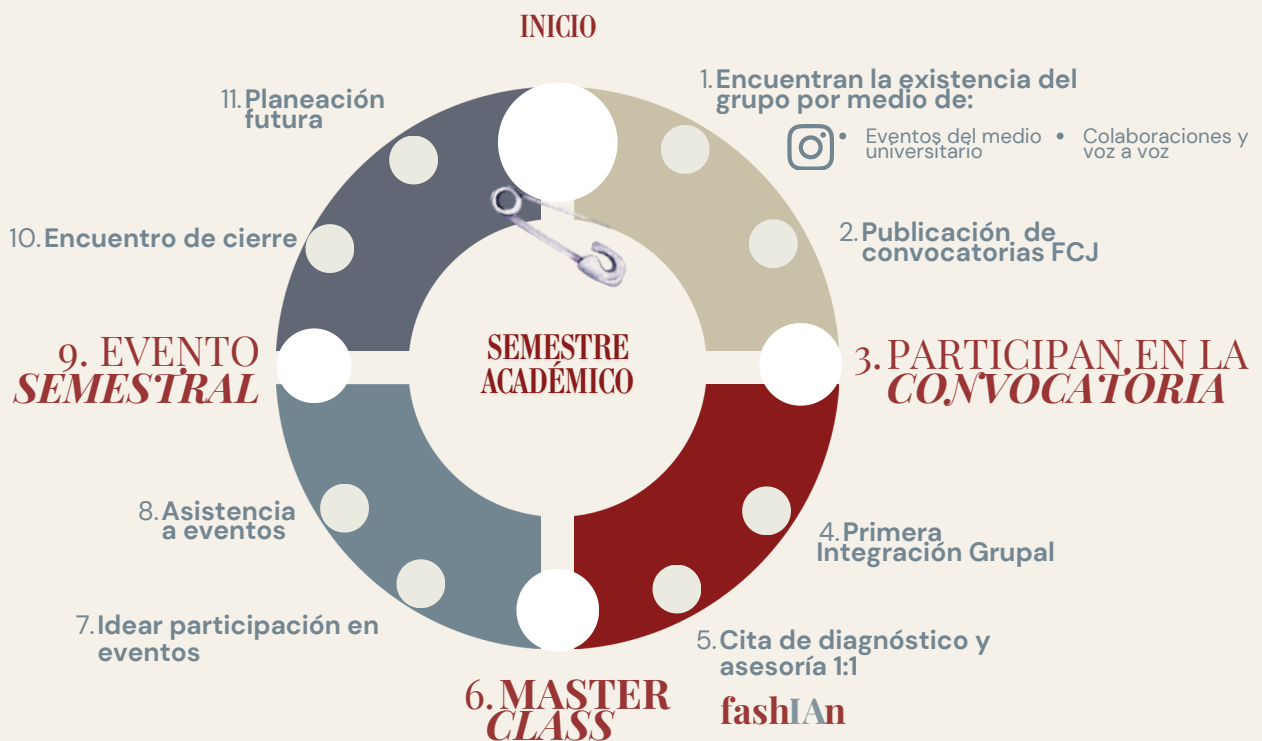 INICIO
1. Encuentran la existencia del
grupo por medio de:
• Eventos del medio
universitario
• Colaboraciones y
voz a voz
2. Publicación de
convocatorias FCJ
3. PARTICIPAN EN LA
CONVOCATORIA
4. Primera
Integración Grupal
5. Cita de diagnóstico y
asesoría 1:1
fashIAn
6. MASTER
CLASS
7. Idear participación en
eventos
8. Asistencia
a eventos
9. EVENTO
SEMESTRAL
10. Encuentro de cierre
11. Planeación
futura
SEMESTRE
ACADÉMICO